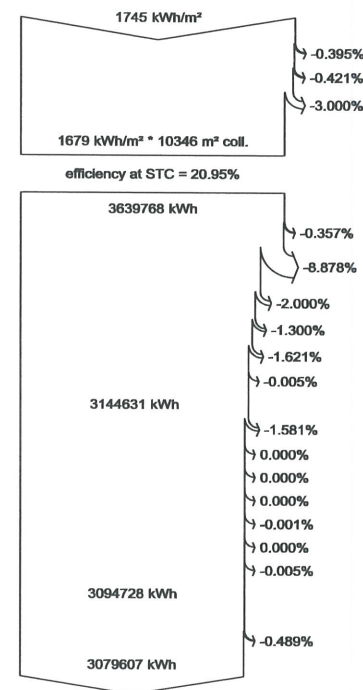 1745 kWh/m²
-0.395%
-0.421%
-3.000%
1679 kWh/m² * 10346 m² coll.
efficiency at STC = 20.95%
3639768 kWh
-0.357%
-8.878%
-2.000%
-1.300%
-1.621%
-0.005%
3144631 kWh
-1.581%
0.000%
0.000%
0.000%
-0.001%
0.000%
-0.005%
3094728 kWh
-0.489%
3079607 kWh